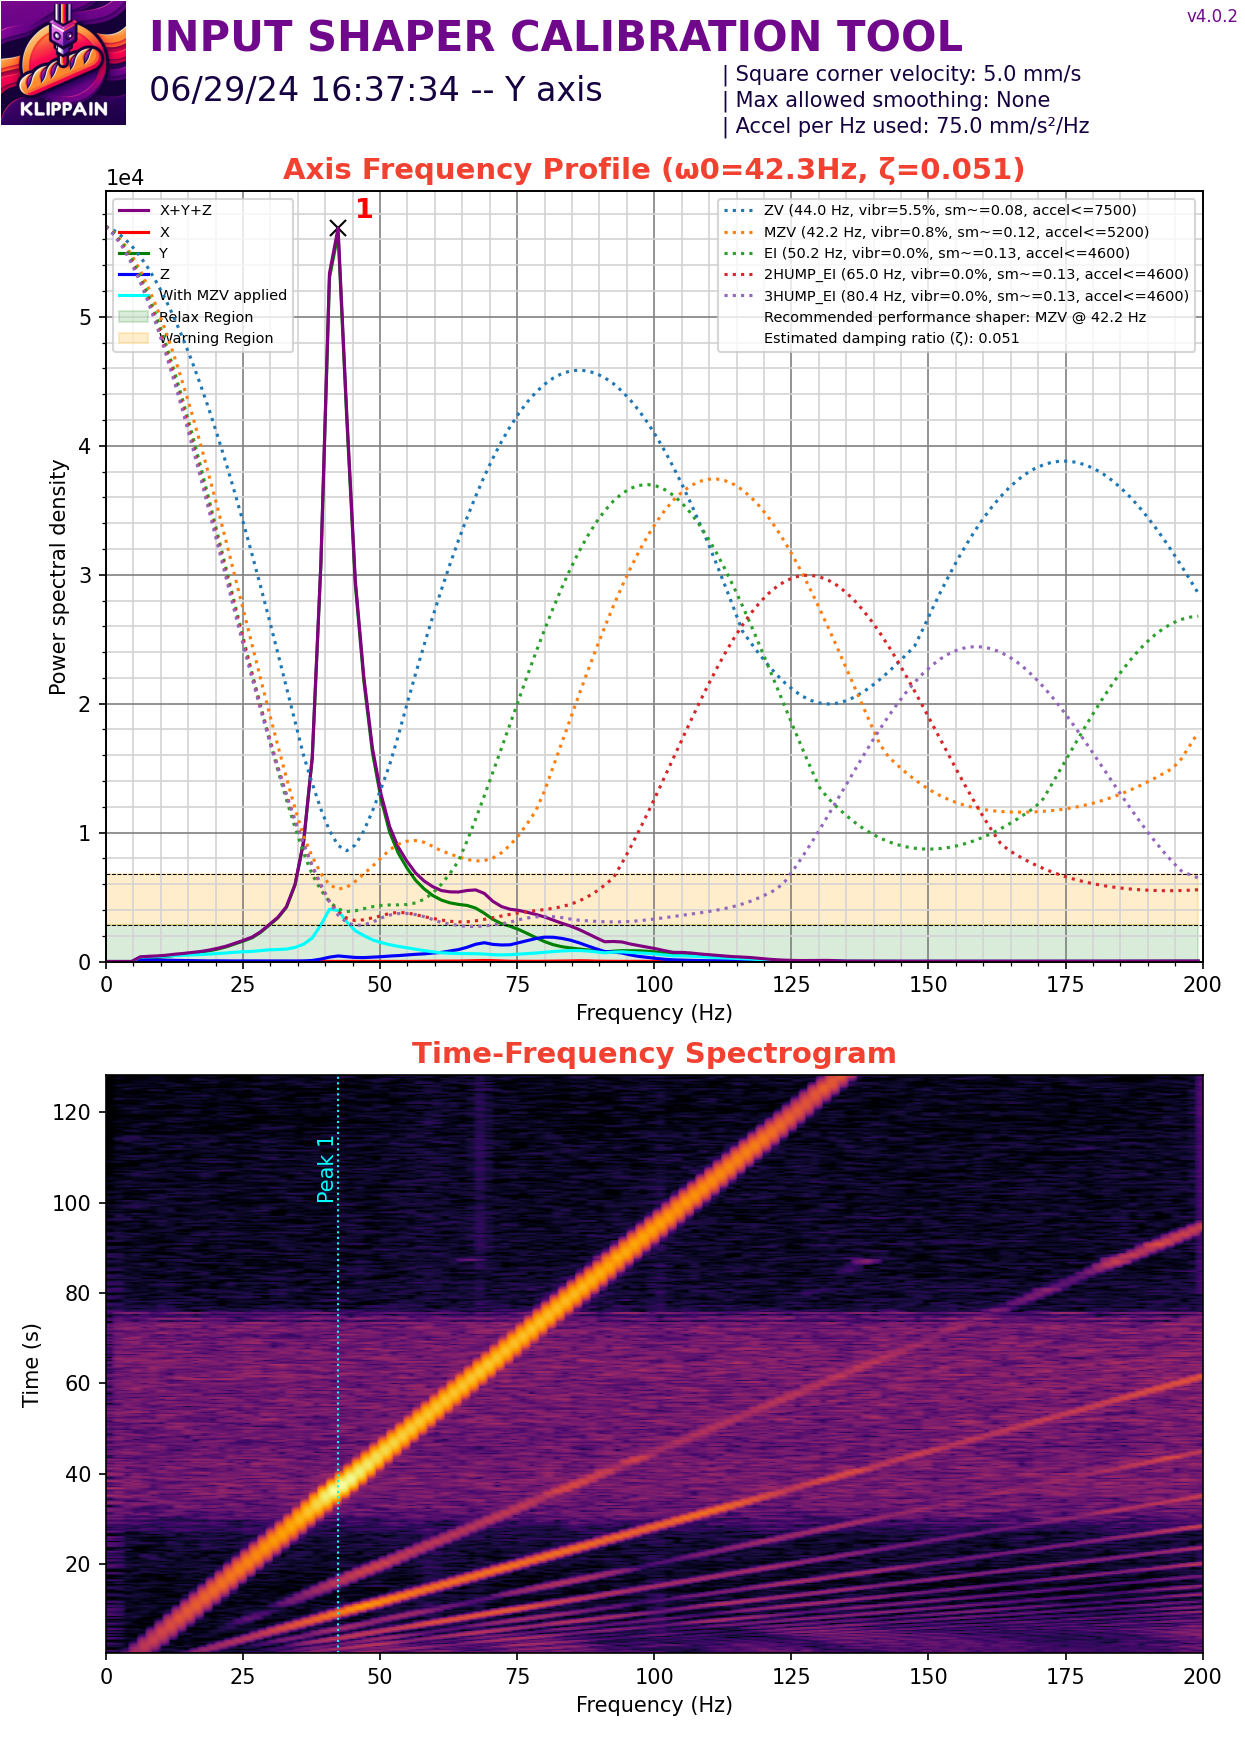 KLIPPAIN
INPUT SHAPER CALIBRATION TOOL
v4.0.2
06/29/24 16:37:34 -- Y axis
| Square corner velocity: 5.0 mm/s
| Max allowed smoothing: None
| Accel per Hz used: 75.0 mm/s²/Hz
Axis Frequency Profile (ω0=42.3Hz, ζ=0.051)
1e4
X+Y+Z
X
Y
Z
With MZV applied
Relax Region
Warning Region
1
ZV (44.0 Hz, vibr=5.5%, sm~=0.08, accel<=7500)
MZV (42.2 Hz, vibr=0.8%, sm~=0.12, accel<=5200)
EI (50.2 Hz, vibr=0.0%, sm~=0.13, accel<=4600)
2HUMP_EI (65.0 Hz, vibr=0.0%, sm~=0.13, accel<=4600)
3HUMP_EI (80.4 Hz, vibr=0.0%, sm~=0.13, accel<=4600)
Recommended performance shaper: MZV @ 42.2 Hz
Estimated damping ratio (ζ): 0.051
Power spectral density
5
4
3
2
1
0
0 25 50 75 100 125 150 175 200
Frequency (Hz)
Time-Frequency Spectrogram
Time (s)
120
100
80
60
40
20
Peak 1
0 25 50 75 100 125 150 175 200
Frequency (Hz)